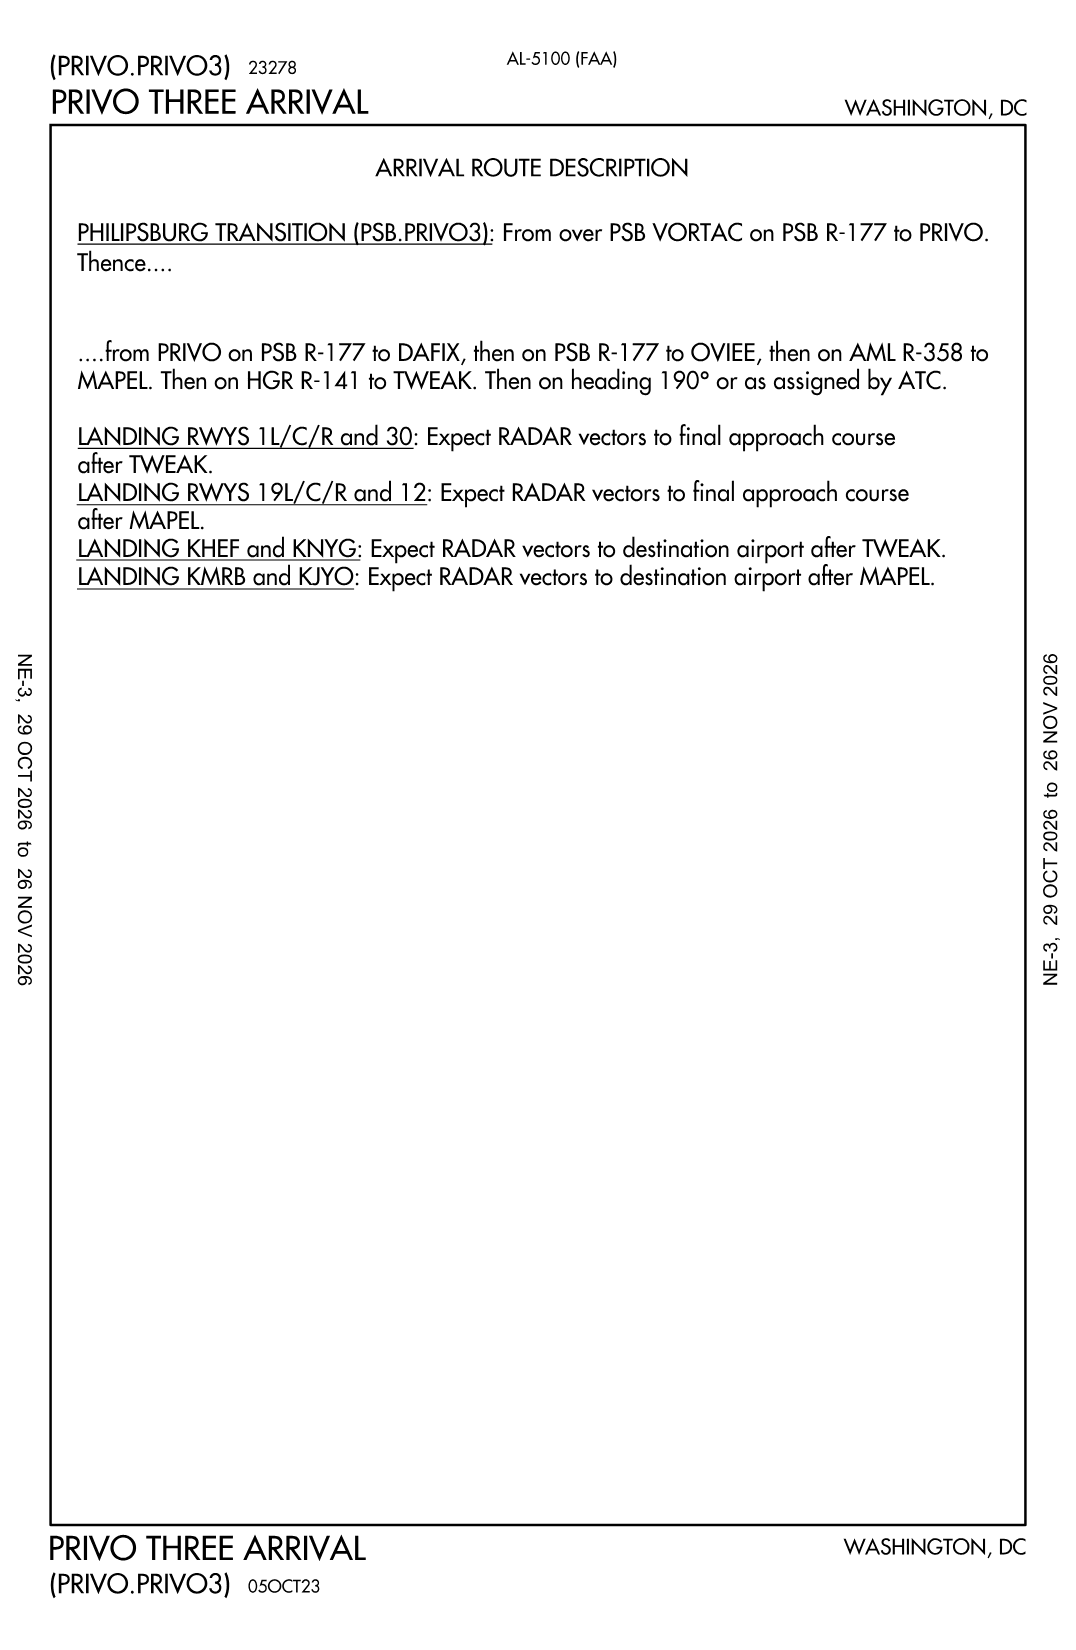 (PRIVO.PRIVO3) 23278
AL-5100 (FAA)
PRIVO THREE ARRIVAL
WASHINGTON, DC
ARRIVAL ROUTE DESCRIPTION
PHILIPSBURG TRANSITION (PSB.PRIVO3): From over PSB VORTAC on PSB R-177 to PRIVO.
Thence....
....from PRIVO on PSB R-177 to DAFIX, then on PSB R-177 to OVIEE, then on AML R-358 to
MAPEL. Then on HGR R-141 to TWEAK. Then on heading 190° or as assigned by ATC.
LANDING RWYS 1L/C/R and 30: Expect RADAR vectors to final approach course
after TWEAK.
LANDING RWYS 19L/C/R and 12: Expect RADAR vectors to final approach course
after MAPEL.
LANDING KHEF and KNYG: Expect RADAR vectors to destination airport after TWEAK.
LANDING KMRB and KJYO: Expect RADAR vectors to destination airport after MAPEL.
NE-3, 29 OCT 2026 to 26 NOV 2026
NE-3, 29 OCT 2026 to 26 NOV 2026
PRIVO THREE ARRIVAL
WASHINGTON, DC
(PRIVO.PRIVO3) 05OCT23